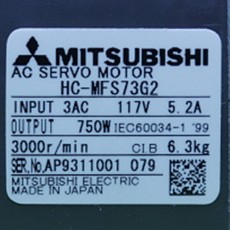 MITSUBISHI
AC SERVO MOTOR
HC-MFS73G2
INPUT 3AC 117V 5.2A
OUTPUT 750W IEC60034-1 '99
3000r/min CI.B 6.3kg
SER.No.AP9311001 079
MITSUBISHI ELECTRIC
MADE IN JAPAN